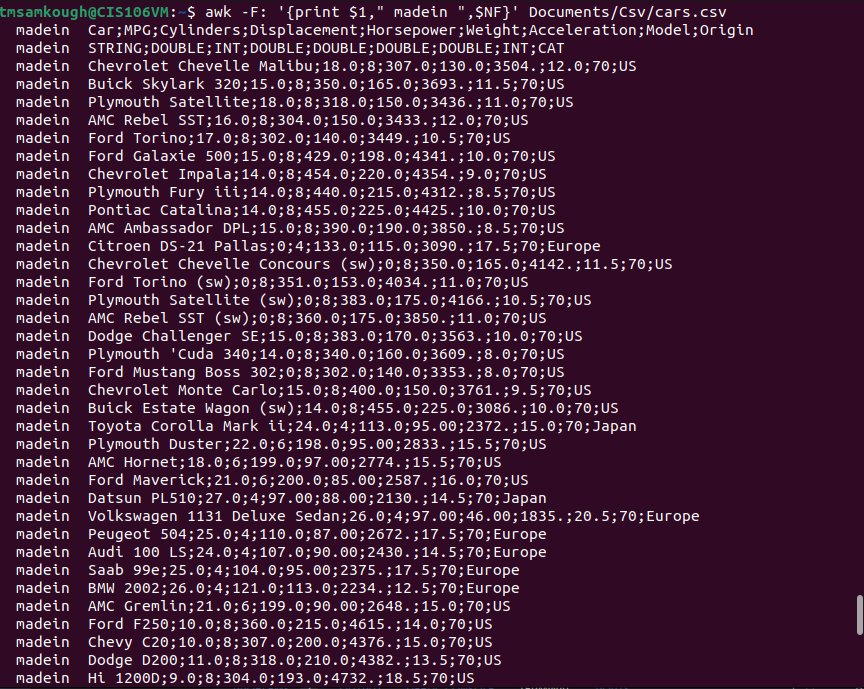 tmsamkough@CIS106VM:~$ awk -F: '{print $1," madein ",$NF}' Documents/Csv/cars.csv
madein  Car;MPG;Cylinders;Displacement;Horsepower;Weight;Acceleration;Model;Origin
madein  STRING;DOUBLE;INT;DOUBLE;DOUBLE;DOUBLE;DOUBLE;INT;CAT
madein  Chevrolet Chevelle Malibu;18.0;8;307.0;130.0;3504.;12.0;70;US
madein  Buick Skylark 320;15.0;8;350.0;165.0;3693.;11.5;70;US
madein  Plymouth Satellite;18.0;8;318.0;150.0;3436.;11.0;70;US
madein  AMC Rebel SST;16.0;8;304.0;150.0;3433.;12.0;70;US
madein  Ford Torino;17.0;8;302.0;140.0;3449.;10.5;70;US
madein  Ford Galaxie 500;15.0;8;429.0;198.0;4341.;10.0;70;US
madein  Chevrolet Impala;14.0;8;454.0;220.0;4354.;9.0;70;US
madein  Plymouth Fury iii;14.0;8;440.0;215.0;4312.;8.5;70;US
madein  Pontiac Catalina;14.0;8;455.0;225.0;4425.;10.0;70;US
madein  AMC Ambassador DPL;15.0;8;390.0;190.0;3850.;8.5;70;US
madein  Citroen DS-21 Pallas;0;4;133.0;115.0;3090.;17.5;70;Europe
madein  Chevrolet Chevelle Concours (sw);0;8;350.0;165.0;4142.;11.5;70;US
madein  Ford Torino (sw);0;8;351.0;153.0;4034.;11.0;70;US
madein  Plymouth Satellite (sw);0;8;383.0;175.0;4166.;10.5;70;US
madein  AMC Rebel SST (sw);0;8;360.0;175.0;3850.;11.0;70;US
madein  Dodge Challenger SE;15.0;8;383.0;170.0;3563.;10.0;70;US
madein  Plymouth 'Cuda 340;14.0;8;340.0;160.0;3609.;8.0;70;US
madein  Ford Mustang Boss 302;0;8;302.0;140.0;3353.;8.0;70;US
madein  Chevrolet Monte Carlo;15.0;8;400.0;150.0;3761.;9.5;70;US
madein  Buick Estate Wagon (sw);14.0;8;455.0;225.0;3086.;10.0;70;US
madein  Toyota Corolla Mark ii;24.0;4;113.0;95.00;2372.;15.0;70;Japan
madein  Plymouth Duster;22.0;6;198.0;95.00;2833.;15.5;70;US
madein  AMC Hornet;18.0;6;199.0;97.00;2774.;15.5;70;US
madein  Ford Maverick;21.0;6;200.0;85.00;2587.;16.0;70;US
madein  Datsun PL510;27.0;4;97.00;88.00;2130.;14.5;70;Japan
madein  Volkswagen 1131 Deluxe Sedan;26.0;4;97.00;46.00;1835.;20.5;70;Europe
madein  Peugeot 504;25.0;4;110.0;87.00;2672.;17.5;70;Europe
madein  Audi 100 LS;24.0;4;107.0;90.00;2430.;14.5;70;Europe
madein  Saab 99e;25.0;4;104.0;95.00;2375.;17.5;70;Europe
madein  BMW 2002;26.0;4;121.0;113.0;2234.;12.5;70;Europe
madein  AMC Gremlin;21.0;6;199.0;90.00;2648.;15.0;70;US
madein  Ford F250;10.0;8;360.0;215.0;4615.;14.0;70;US
madein  Chevy C20;10.0;8;307.0;200.0;4376.;15.0;70;US
madein  Dodge D200;11.0;8;318.0;210.0;4382.;13.5;70;US
madein  Hi 1200D;9.0;8;304.0;193.0;4732.;18.5;70;US